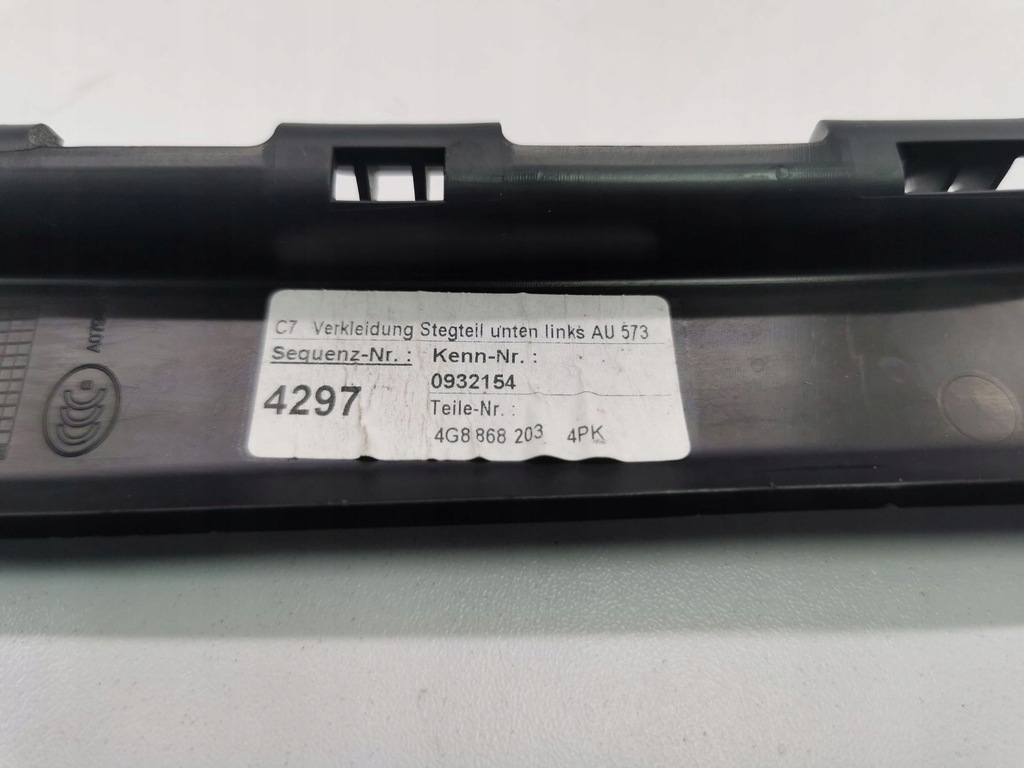 C7 Verkleidung Stegteil unten links AU 573
Sequenz-Nr. : Kenn-Nr. :
0932154
4297
Teile-Nr. :
4G8 868 203 4PK